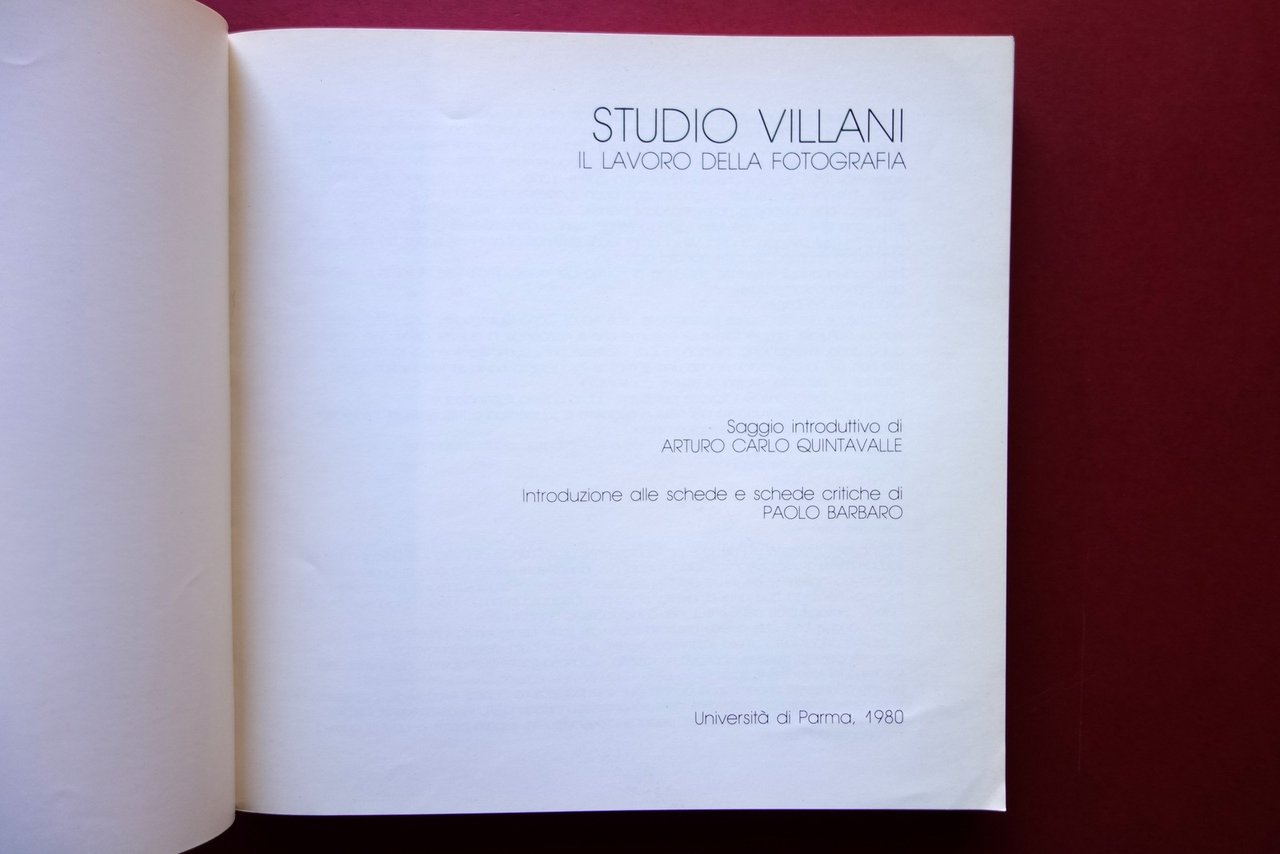 STUDIO VILLANI
IL LAVORO DELLA FOTOGRAFIA
Saggio introduttivo di
ARTURO CARLO QUINTAVALLE
Introduzione alle schede e schede critiche di
PAOLO BARBARO
Università di Parma, 1980